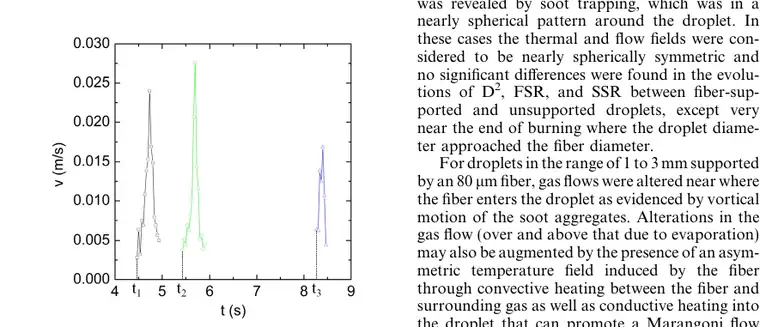 0.030
0.025
0.020
0.015
0.010
0.005
0.000
v (m/s)
4 t1 5 t2 6 7 8 t3 9
t (s)
was revealed by soot trapping, which was in a
nearly spherical pattern around the droplet. In
these cases the thermal and flow fields were con-
sidered to be nearly spherically symmetric and
no significant differences were found in the evolu-
tions of D2, FSR, and SSR between fiber-sup-
ported and unsupported droplets, except very
near the end of burning where the droplet diame-
ter approached the fiber diameter.
For droplets in the range of 1 to 3 mm supported
by an 80 μm fiber, gas flows were altered near where
the fiber enters the droplet as evidenced by vortical
motion of the soot aggregates. Alterations in the
gas flow (over and above that due to evaporation)
may also be augmented by the presence of an asym-
metric temperature field induced by the fiber
through convective heating between the fiber and
surrounding gas as well as conductive heating into
the droplet that can promote a Marangoni flow